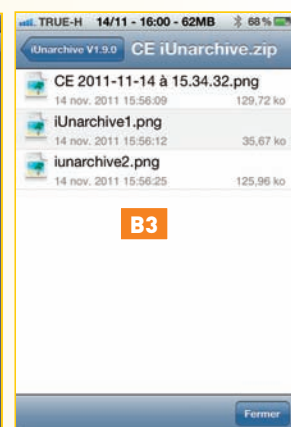 TRUE-H 14/11 - 16:00 - 62MB 68 %
iUnarchive V1.9.0 CE iUnarchive.zip
CE 2011-11-14 à 15.34.32.png
14 nov. 2011 15:56:09 129,72 ko
iUnarchive1.png
14 nov. 2011 15:56:12 35,67 ko
iunarchive2.png
14 nov. 2011 15:56:25 125,96 ko
B3
Fermer